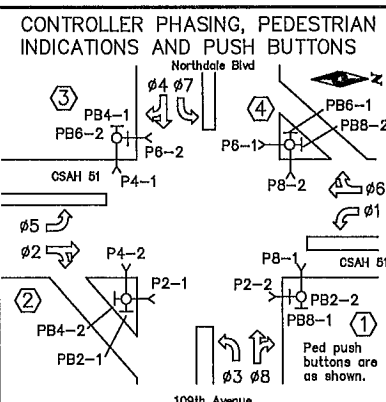 CONTROLLER PHASING, PEDESTRIAN
INDICATIONS AND PUSH BUTTONS
Northdale Blvd
N
3
ø4 ø7
4
PB4-1
PB6-2
P6-2
P4-1
PB6-1
PB8-2
P6-1
P8-2
CSAH 51
ø6
ø1
ø5
ø2
P4-2
P8-1
CSAH 51
P2-1
P2-2
PB2-2
PB8-1
2
PB4-2
PB2-1
1
ø3 ø8
Ped push
buttons are
as shown.
109th Avenue